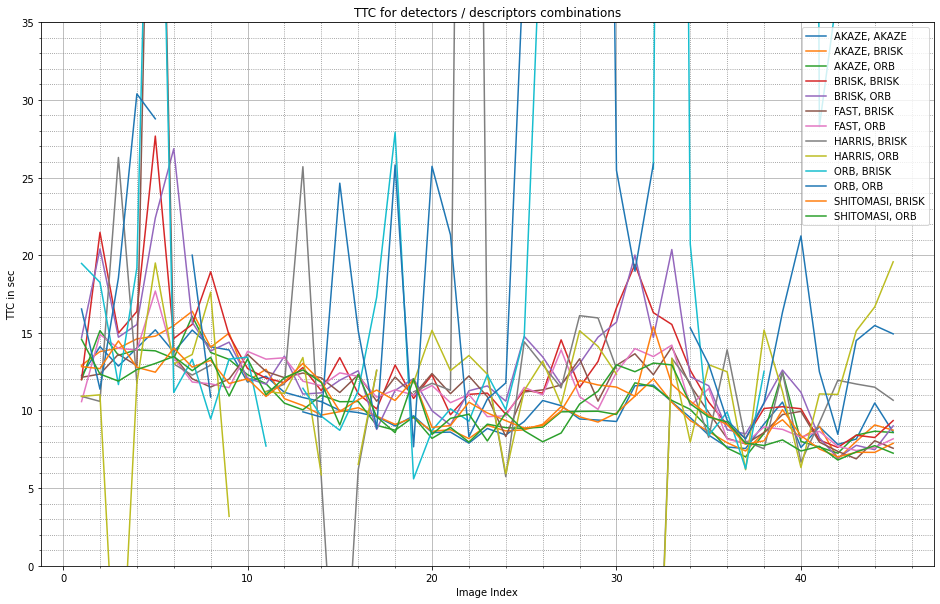 TTC for detectors / descriptors combinations
TTC in sec
35
30
25
20
15
10
5
0
0
10
20
30
40
Image Index
AKAZE, AKAZE
AKAZE, BRISK
AKAZE, ORB
BRISK, BRISK
BRISK, ORB
FAST, BRISK
FAST, ORB
HARRIS, BRISK
HARRIS, ORB
ORB, BRISK
ORB, ORB
SHITOMASI, BRISK
SHITOMASI, ORB